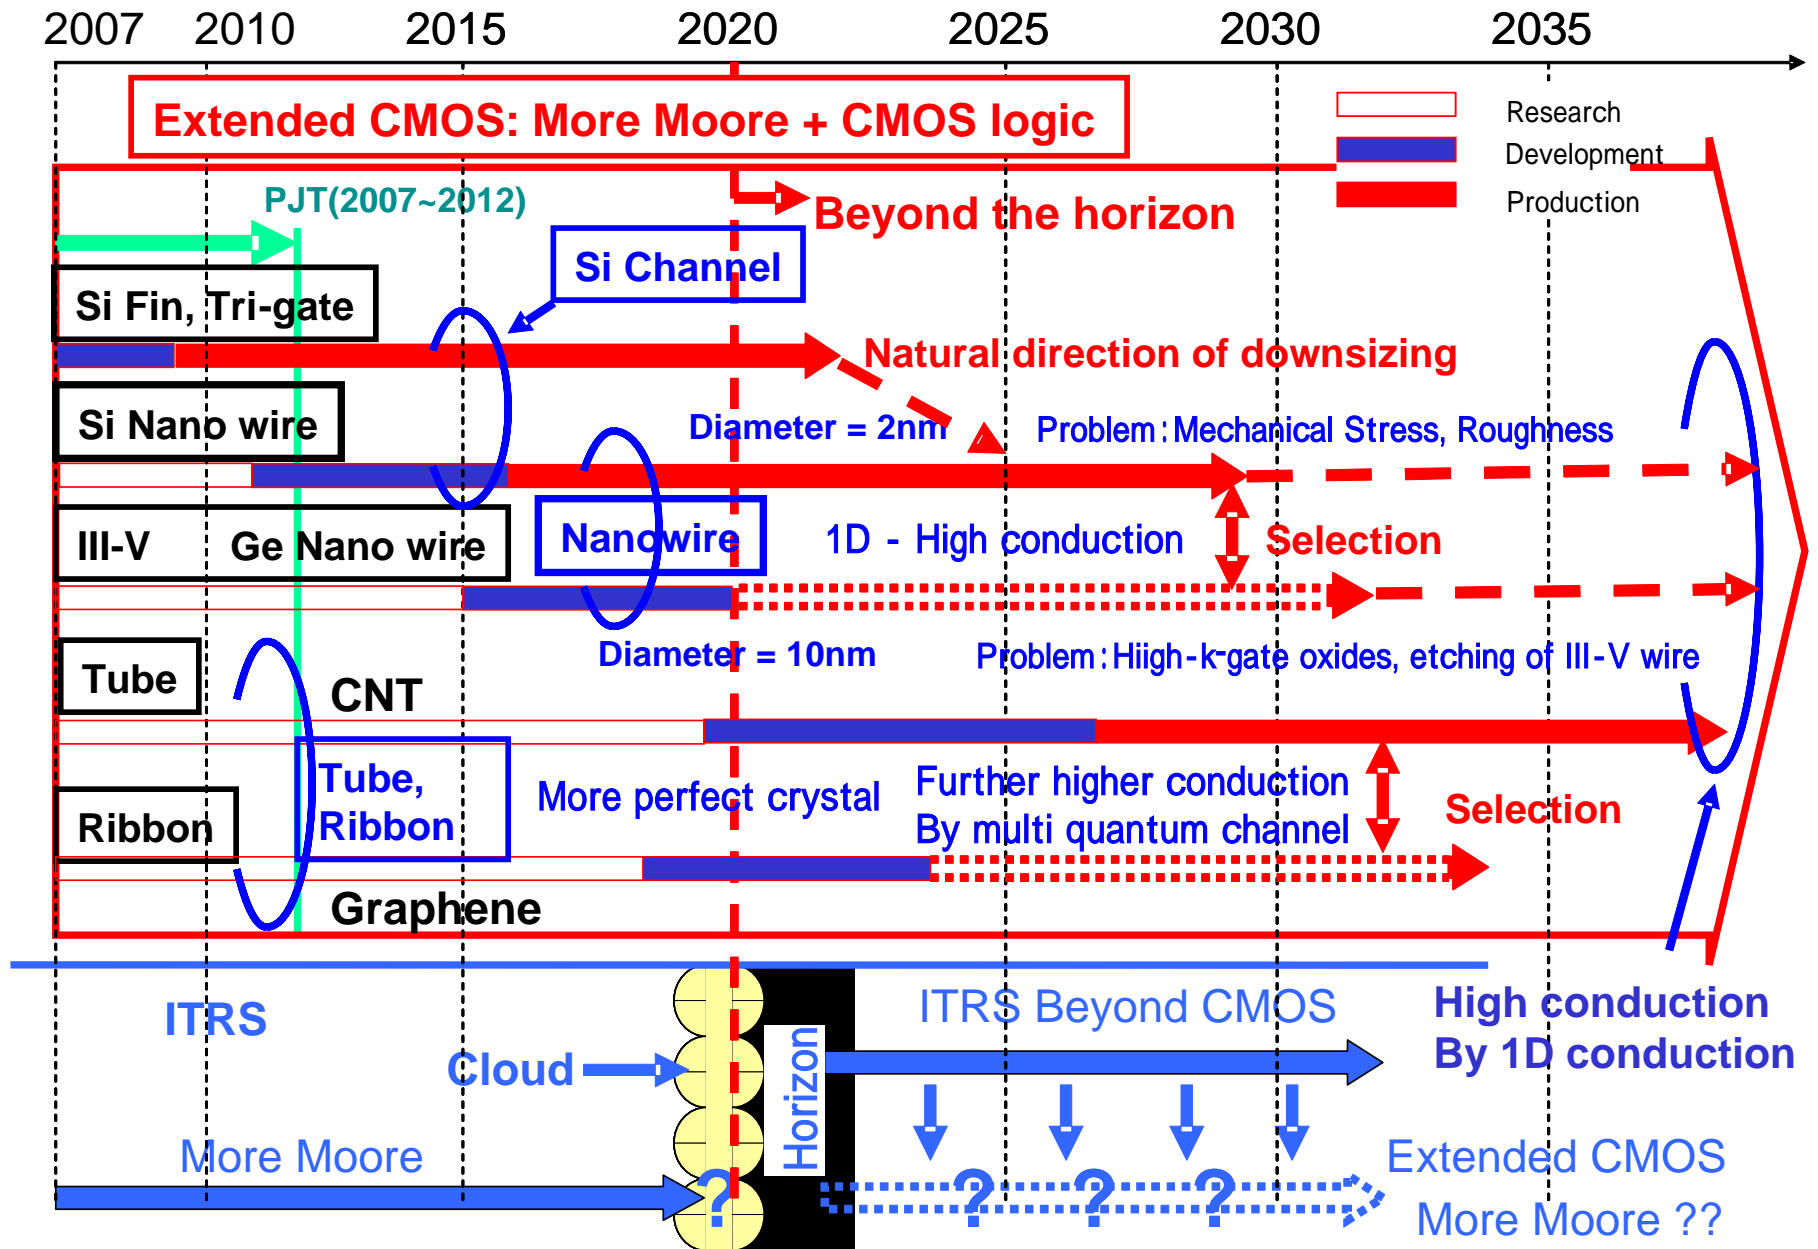 2007 2010 2015 2020 2025 2030 2035
Extended CMOS: More Moore + CMOS logic
Research
Development
Production
PJT(2007~2012)
Beyond the horizon
Si Channel
Si Fin, Tri-gate
Natural direction of downsizing
Si Nano wire
Diameter = 2nm
Problem : Mechanical Stress, Roughness
III-V Ge Nano wire
Nanowire
1D - High conduction
Selection
Diameter = 10nm
Problem : Hiigh-k-gate oxides, etching of III-V wire
Tube
CNT
Tube,
Ribbon
More perfect crystal
Further higher conduction
By multi quantum channel
Selection
Ribbon
Graphene
ITRS
ITRS Beyond CMOS
High conduction
By 1D conduction
Cloud
Horizon
More Moore
?
? ? ?
Extended CMOS
More Moore ??